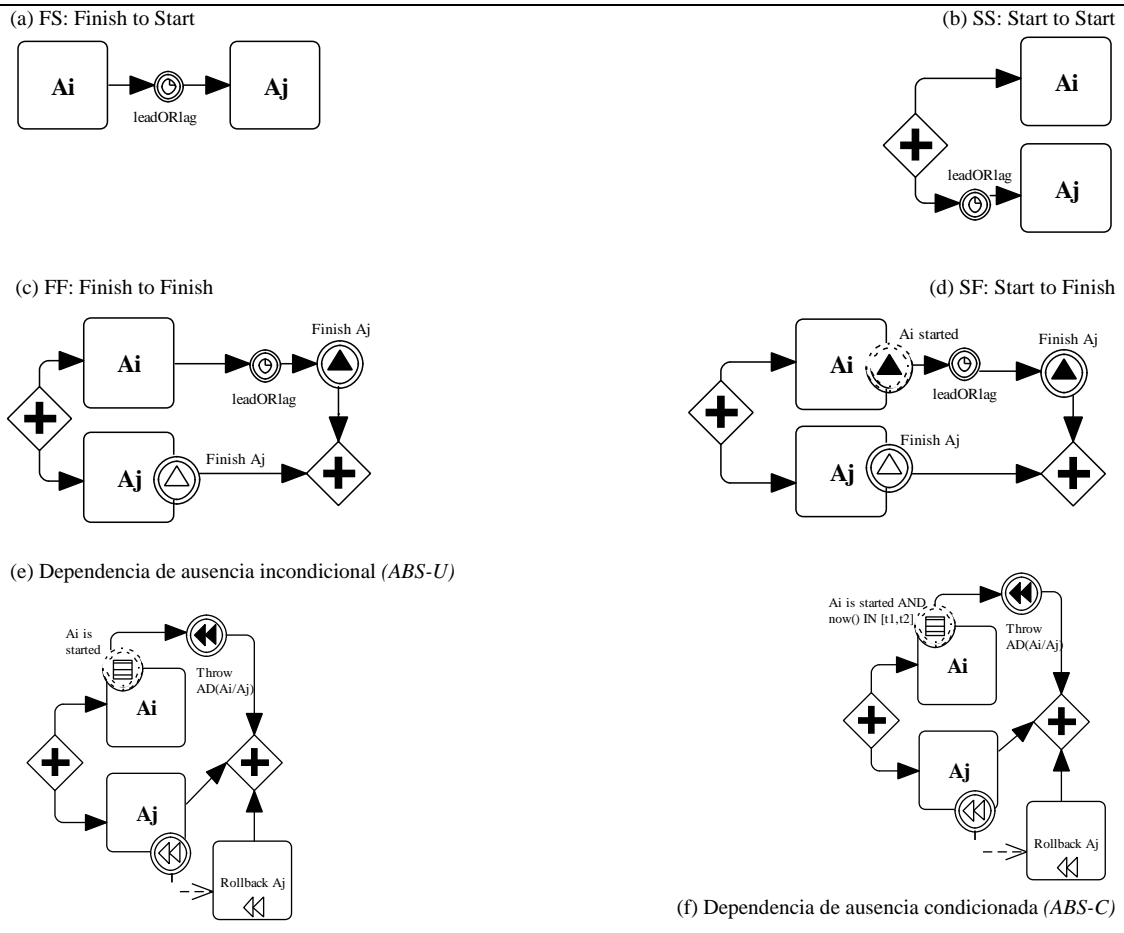 (a) FS: Finish to Start
Ai
Aj
leadORlag
(b) SS: Start to Start
Ai
leadORlag
Aj
(c) FF: Finish to Finish
Finish Aj
Ai
leadORlag
Aj
Finish Aj
(d) SF: Start to Finish
Ai started
Finish Aj
Ai
leadORlag
Finish Aj
Aj
(e) Dependencia de ausencia incondicional (ABS-U)
Ai is
started
Throw
AD(Ai/Aj)
Ai
Aj
Rollback Aj
Ai is started AND
now() IN [t1,t2]
Throw
AD(Ai/Aj)
Ai
Aj
Rollback Aj
(f) Dependencia de ausencia condicionada (ABS-C)